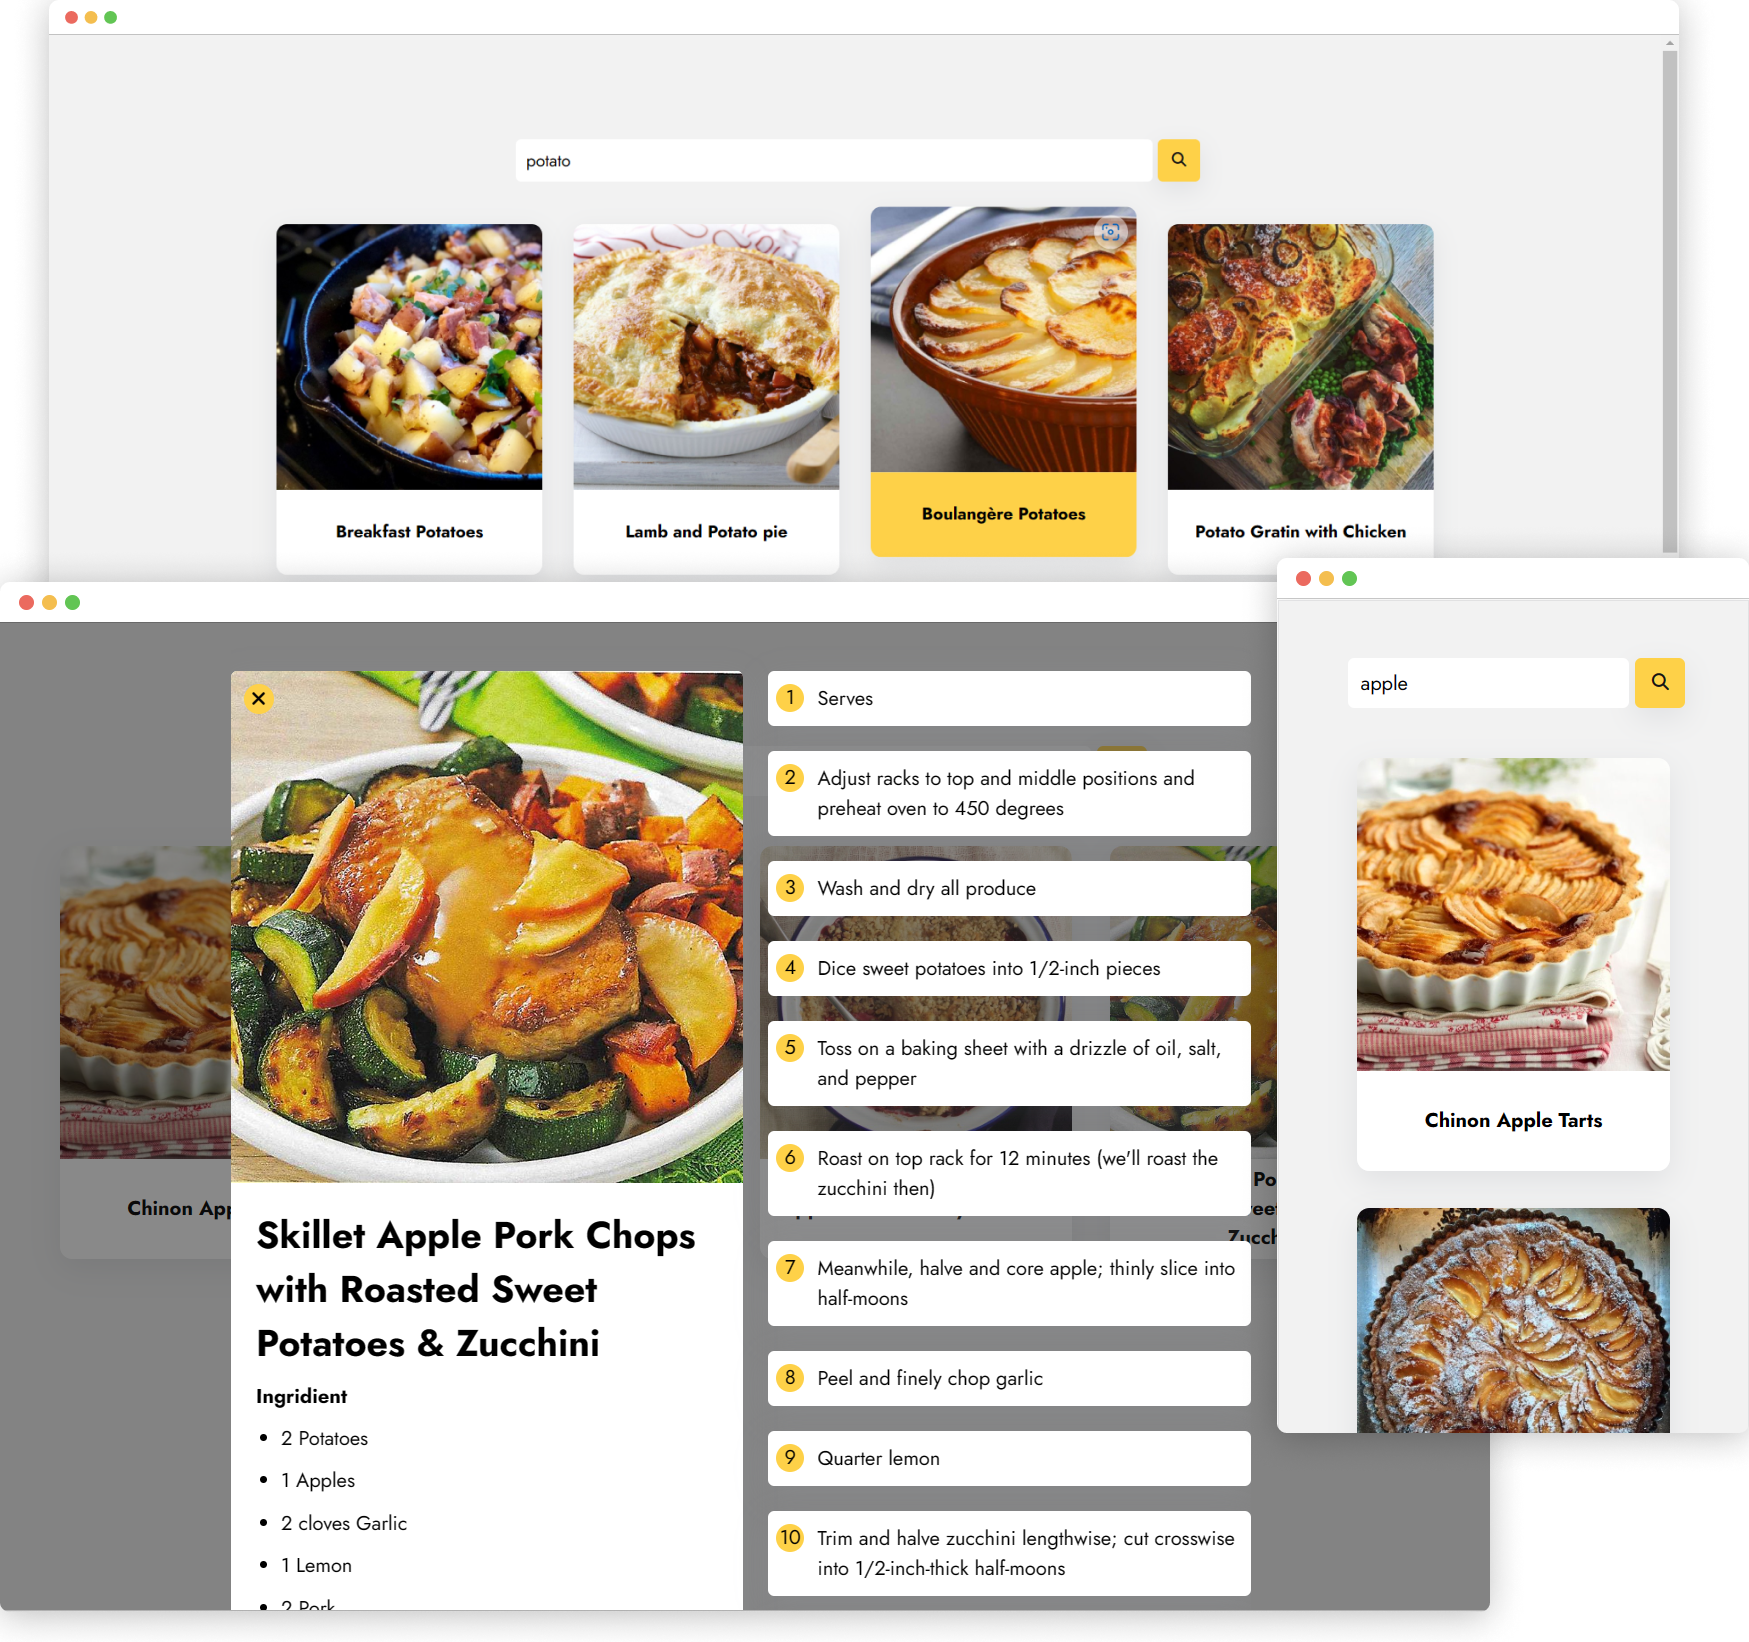 potato
Breakfast Potatoes
Lamb and Potato pie
Boulangère Potatoes
Potato Gratin with Chicken
Skillet Apple Pork Chops
with Roasted Sweet
Potatoes & Zucchini
Ingridient
2 Potatoes
1 Apples
2 cloves Garlic
1 Lemon
2 Pork
1 Serves
2 Adjust racks to top and middle positions and
preheat oven to 450 degrees
3 Wash and dry all produce
4 Dice sweet potatoes into 1/2-inch pieces
5 Toss on a baking sheet with a drizzle of oil, salt,
and pepper
6 Roast on top rack for 12 minutes (we'll roast the
zucchini then)
7 Meanwhile, halve and core apple; thinly slice into
half-moons
8 Peel and finely chop garlic
9 Quarter lemon
10 Trim and halve zucchini lengthwise; cut crosswise
into 1/2-inch-thick half-moons
Chinon App
Po
eet
Zucch
apple
Chinon Apple Tarts